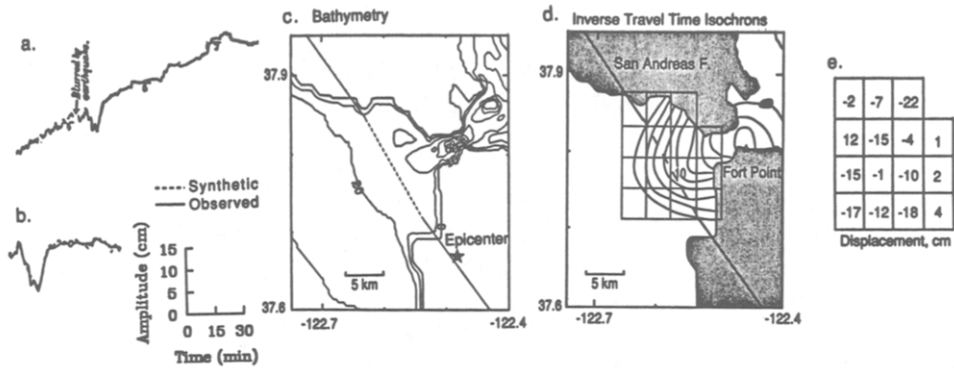 a.
Blurred by
earthquake.
b.
Synthetic
Observed
Amplitude (cm)
15
10
5
0
0 15 30
Time (min)
c. Bathymetry
37.9
Epicenter
5 km
37.6
-122.7
-122.4
d. Inverse Travel Time Isochrons
37.9
San Andreas F.
10
Fort Point
5 km
37.6
-122.7
-122.4
e.
-2 -7 -22
12 -15 -4 1
-15 -1 -10 2
-17 -12 -18 4
Displacement, cm